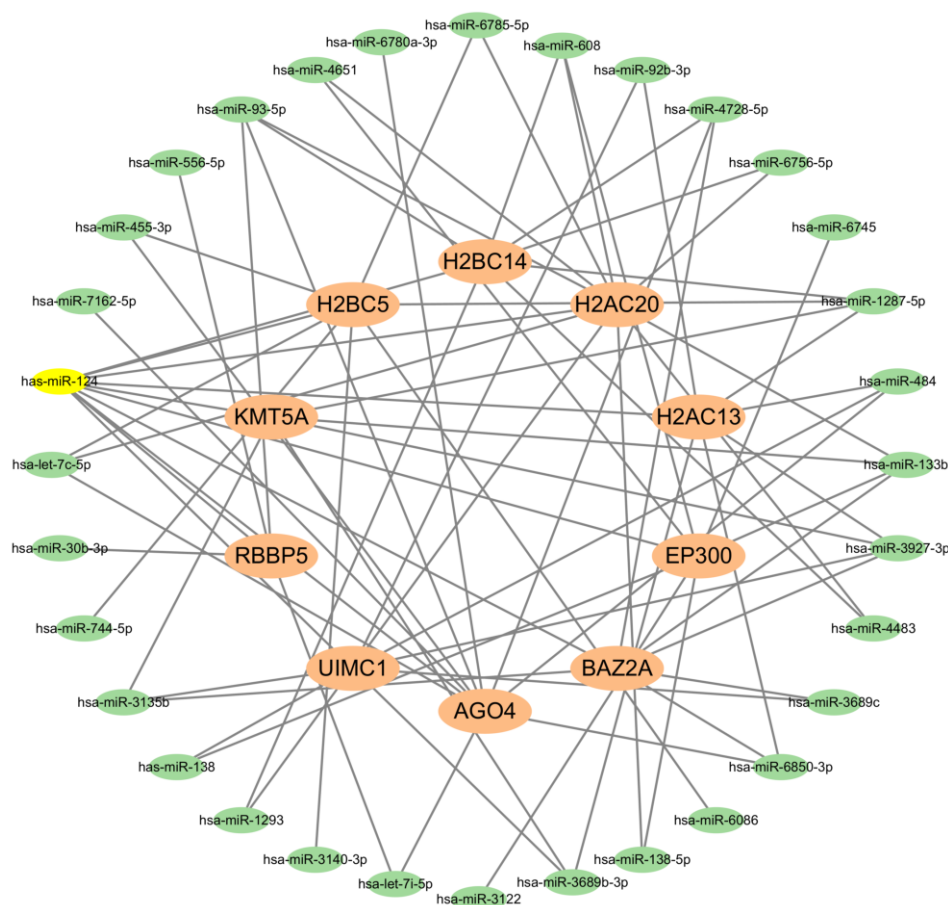 hsa-miR-6785-5p
hsa-miR-6780a-3p
hsa-miR-608
hsa-miR-4651
hsa-miR-92b-3p
hsa-miR-93-5p
hsa-miR-4728-5p
hsa-miR-556-5p
hsa-miR-6756-5p
hsa-miR-455-3p
hsa-miR-6745
H2BC14
hsa-miR-7162-5p
H2BC5
H2AC20
hsa-miR-1287-5p
has-miR-124
hsa-miR-484
KMT5A
H2AC13
hsa-let-7c-5p
hsa-miR-133b
hsa-miR-30b-3p
RBBP5
EP300
hsa-miR-3927-3p
hsa-miR-744-5p
hsa-miR-4483
UIMC1
BAZ2A
hsa-miR-3135b
AGO4
hsa-miR-3689c
has-miR-138
hsa-miR-6850-3p
hsa-miR-1293
hsa-miR-6086
hsa-miR-3140-3p
hsa-miR-138-5p
hsa-let-7i-5p
hsa-miR-3689b-3p
hsa-miR-3122